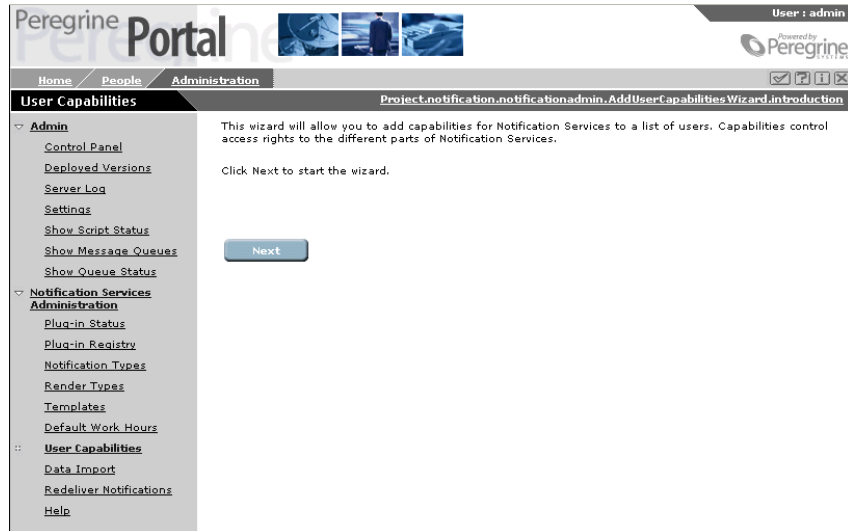 Peregrine Portal
User : admin
Powered by
Peregrine
SYSTEMS
Home People Administration
User Capabilities
Project.notification.notificationadmin.AddUserCapabilitiesWizard.introduction
Admin
Control Panel
Deployed Versions
Server Log
Settings
Show Script Status
Show Message Queues
Show Queue Status
Notification Services
Administration
Plug-in Status
Plug-in Registry
Notification Types
Render Types
Templates
Default Work Hours
User Capabilities
Data Import
Redeliver Notifications
Help
This wizard will allow you to add capabilities for Notification Services to a list of users. Capabilities control
access rights to the different parts of Notification Services.
Click Next to start the wizard.
Next